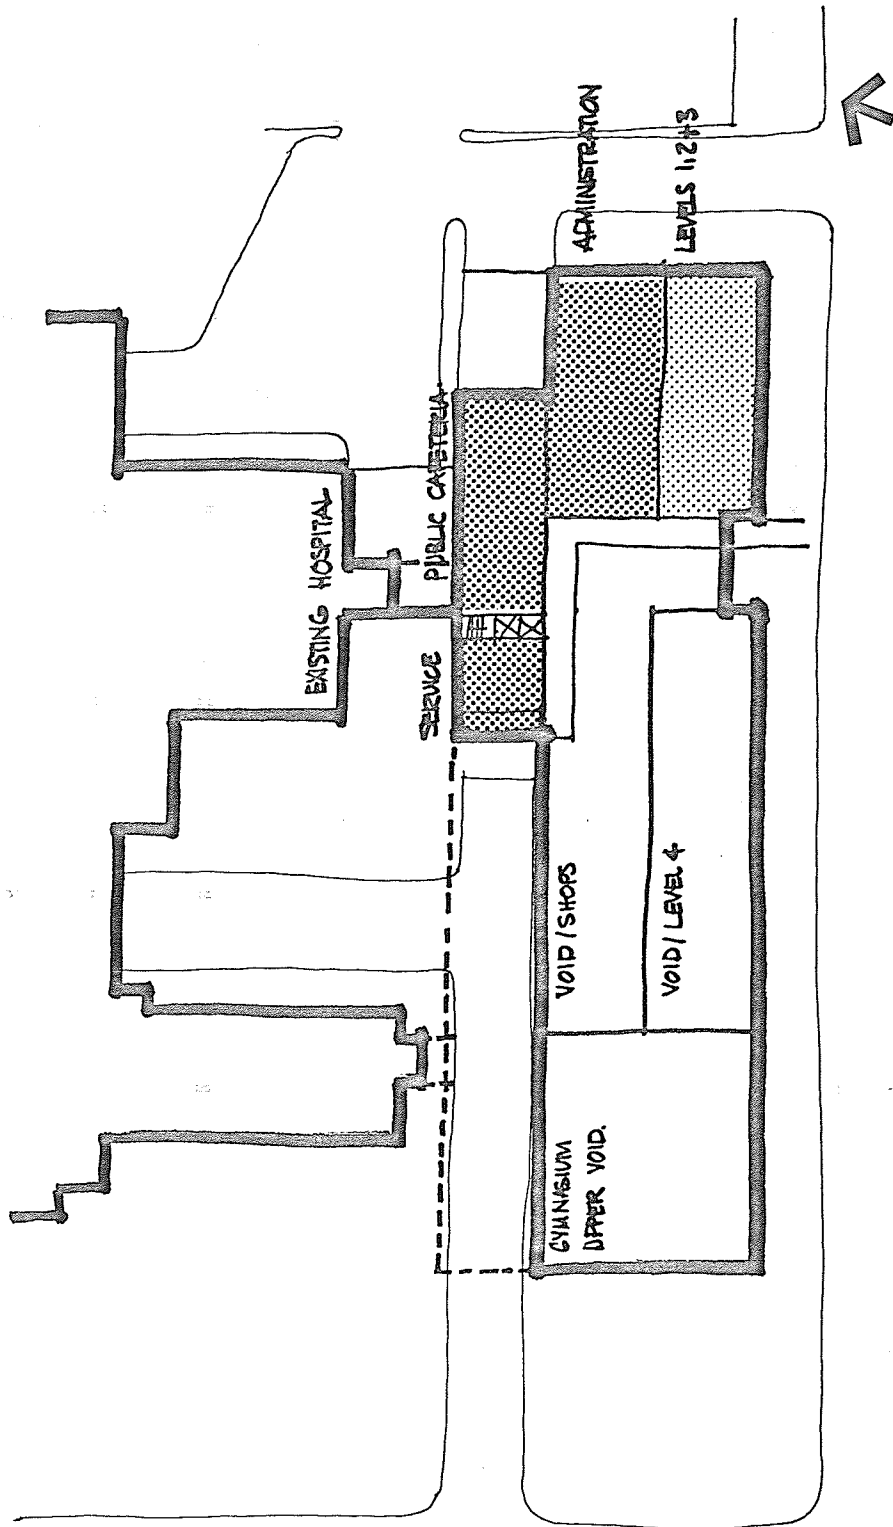 EXISTING HOSPITAL
SERVICE
PUBLIC CAFETERIA.
ADMINISTRATION
LEVELS 1,2+3
GYMNASIUM
UPPER VOID.
VOID/SHOPS
VOID/LEVEL 4